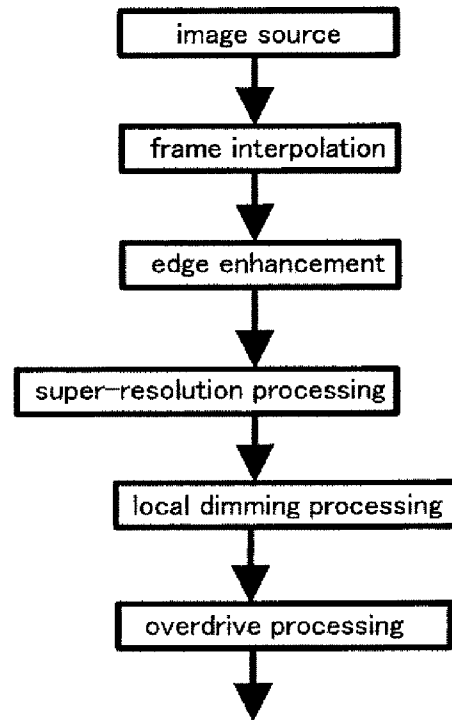 image source
frame interpolation
edge enhancement
super-resolution processing
local dimming processing
overdrive processing